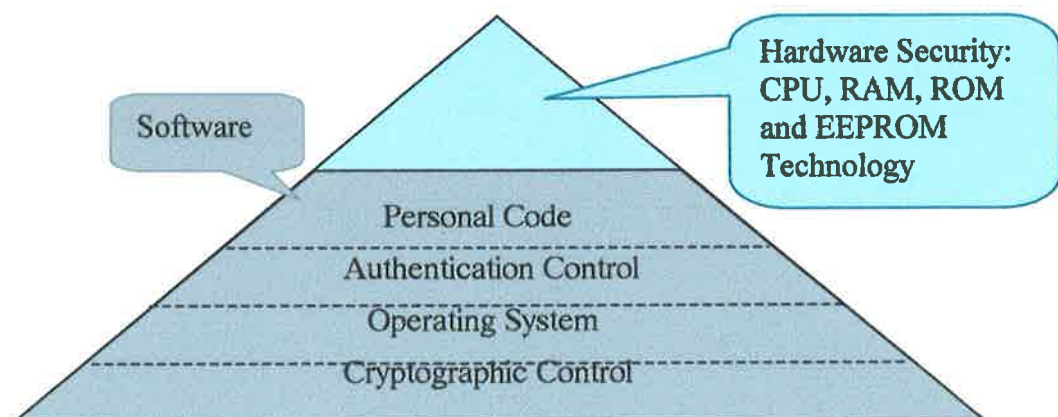 Hardware Security:
CPU, RAM, ROM
and EEPROM
Technology
Software
Personal Code
Authentication Control
Operating System
Cryptographic Control